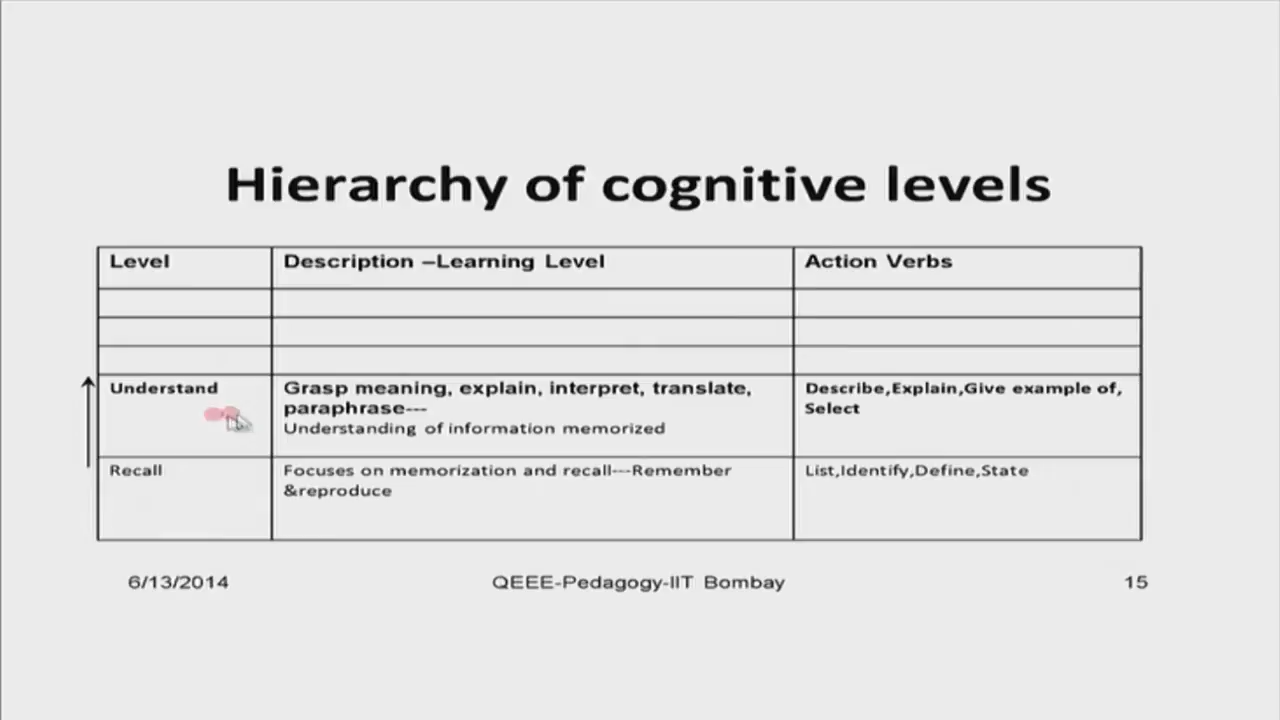 Hierarchy of cognitive levels
Level
Description –Learning Level
Action Verbs
Understand
Grasp meaning, explain, interpret, translate,
paraphrase---
Understanding of information memorized
Describe,Explain,Give example of,
Select
Recall
Focuses on memorization and recall---Remember
&reproduce
List,Identify,Define,State
6/13/2014
QEEE-Pedagogy-IIT Bombay
15